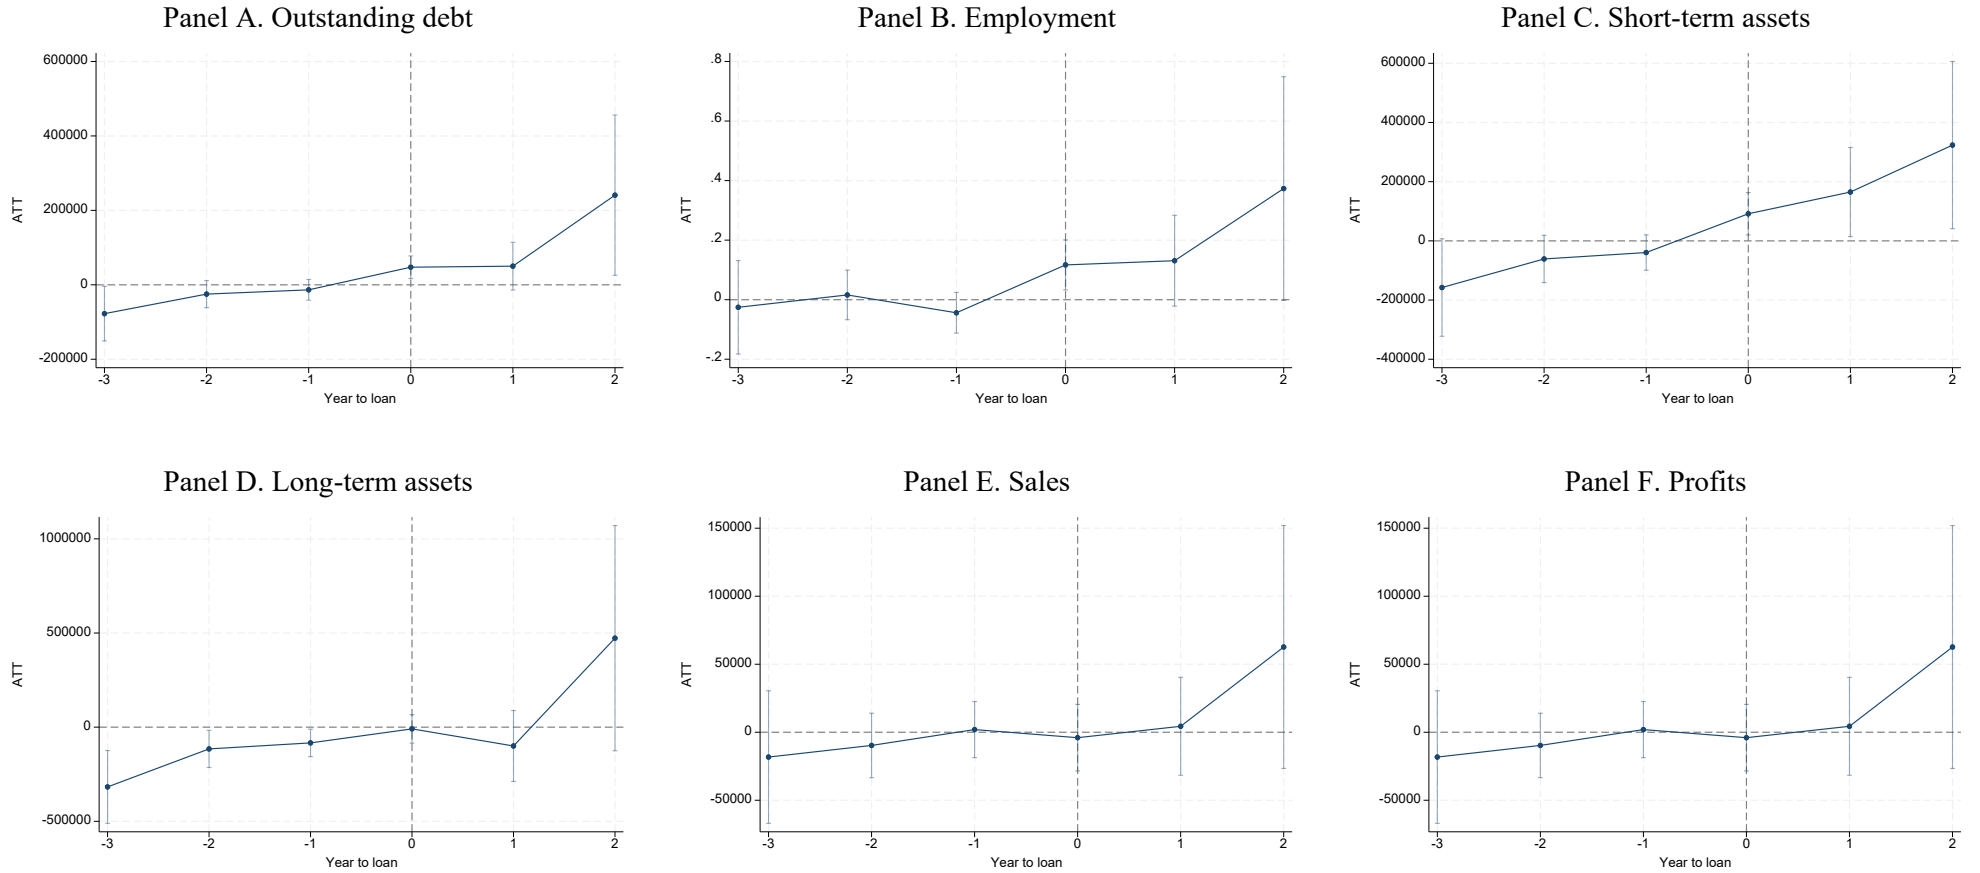 Panel A. Outstanding debt
600000
400000
200000
0
-200000
ATT
-3 -2 -1 0 1 2
Year to loan
Panel B. Employment
.8
.6
.4
.2
0
-.2
ATT
-3 -2 -1 0 1 2
Year to loan
Panel C. Short-term assets
600000
400000
200000
0
-200000
-400000
ATT
-3 -2 -1 0 1 2
Year to loan
Panel D. Long-term assets
1000000
500000
0
-500000
ATT
-3 -2 -1 0 1 2
Year to loan
Panel E. Sales
150000
100000
50000
0
-50000
ATT
-3 -2 -1 0 1 2
Year to loan
Panel F. Profits
150000
100000
50000
0
-50000
ATT
-3 -2 -1 0 1 2
Year to loan